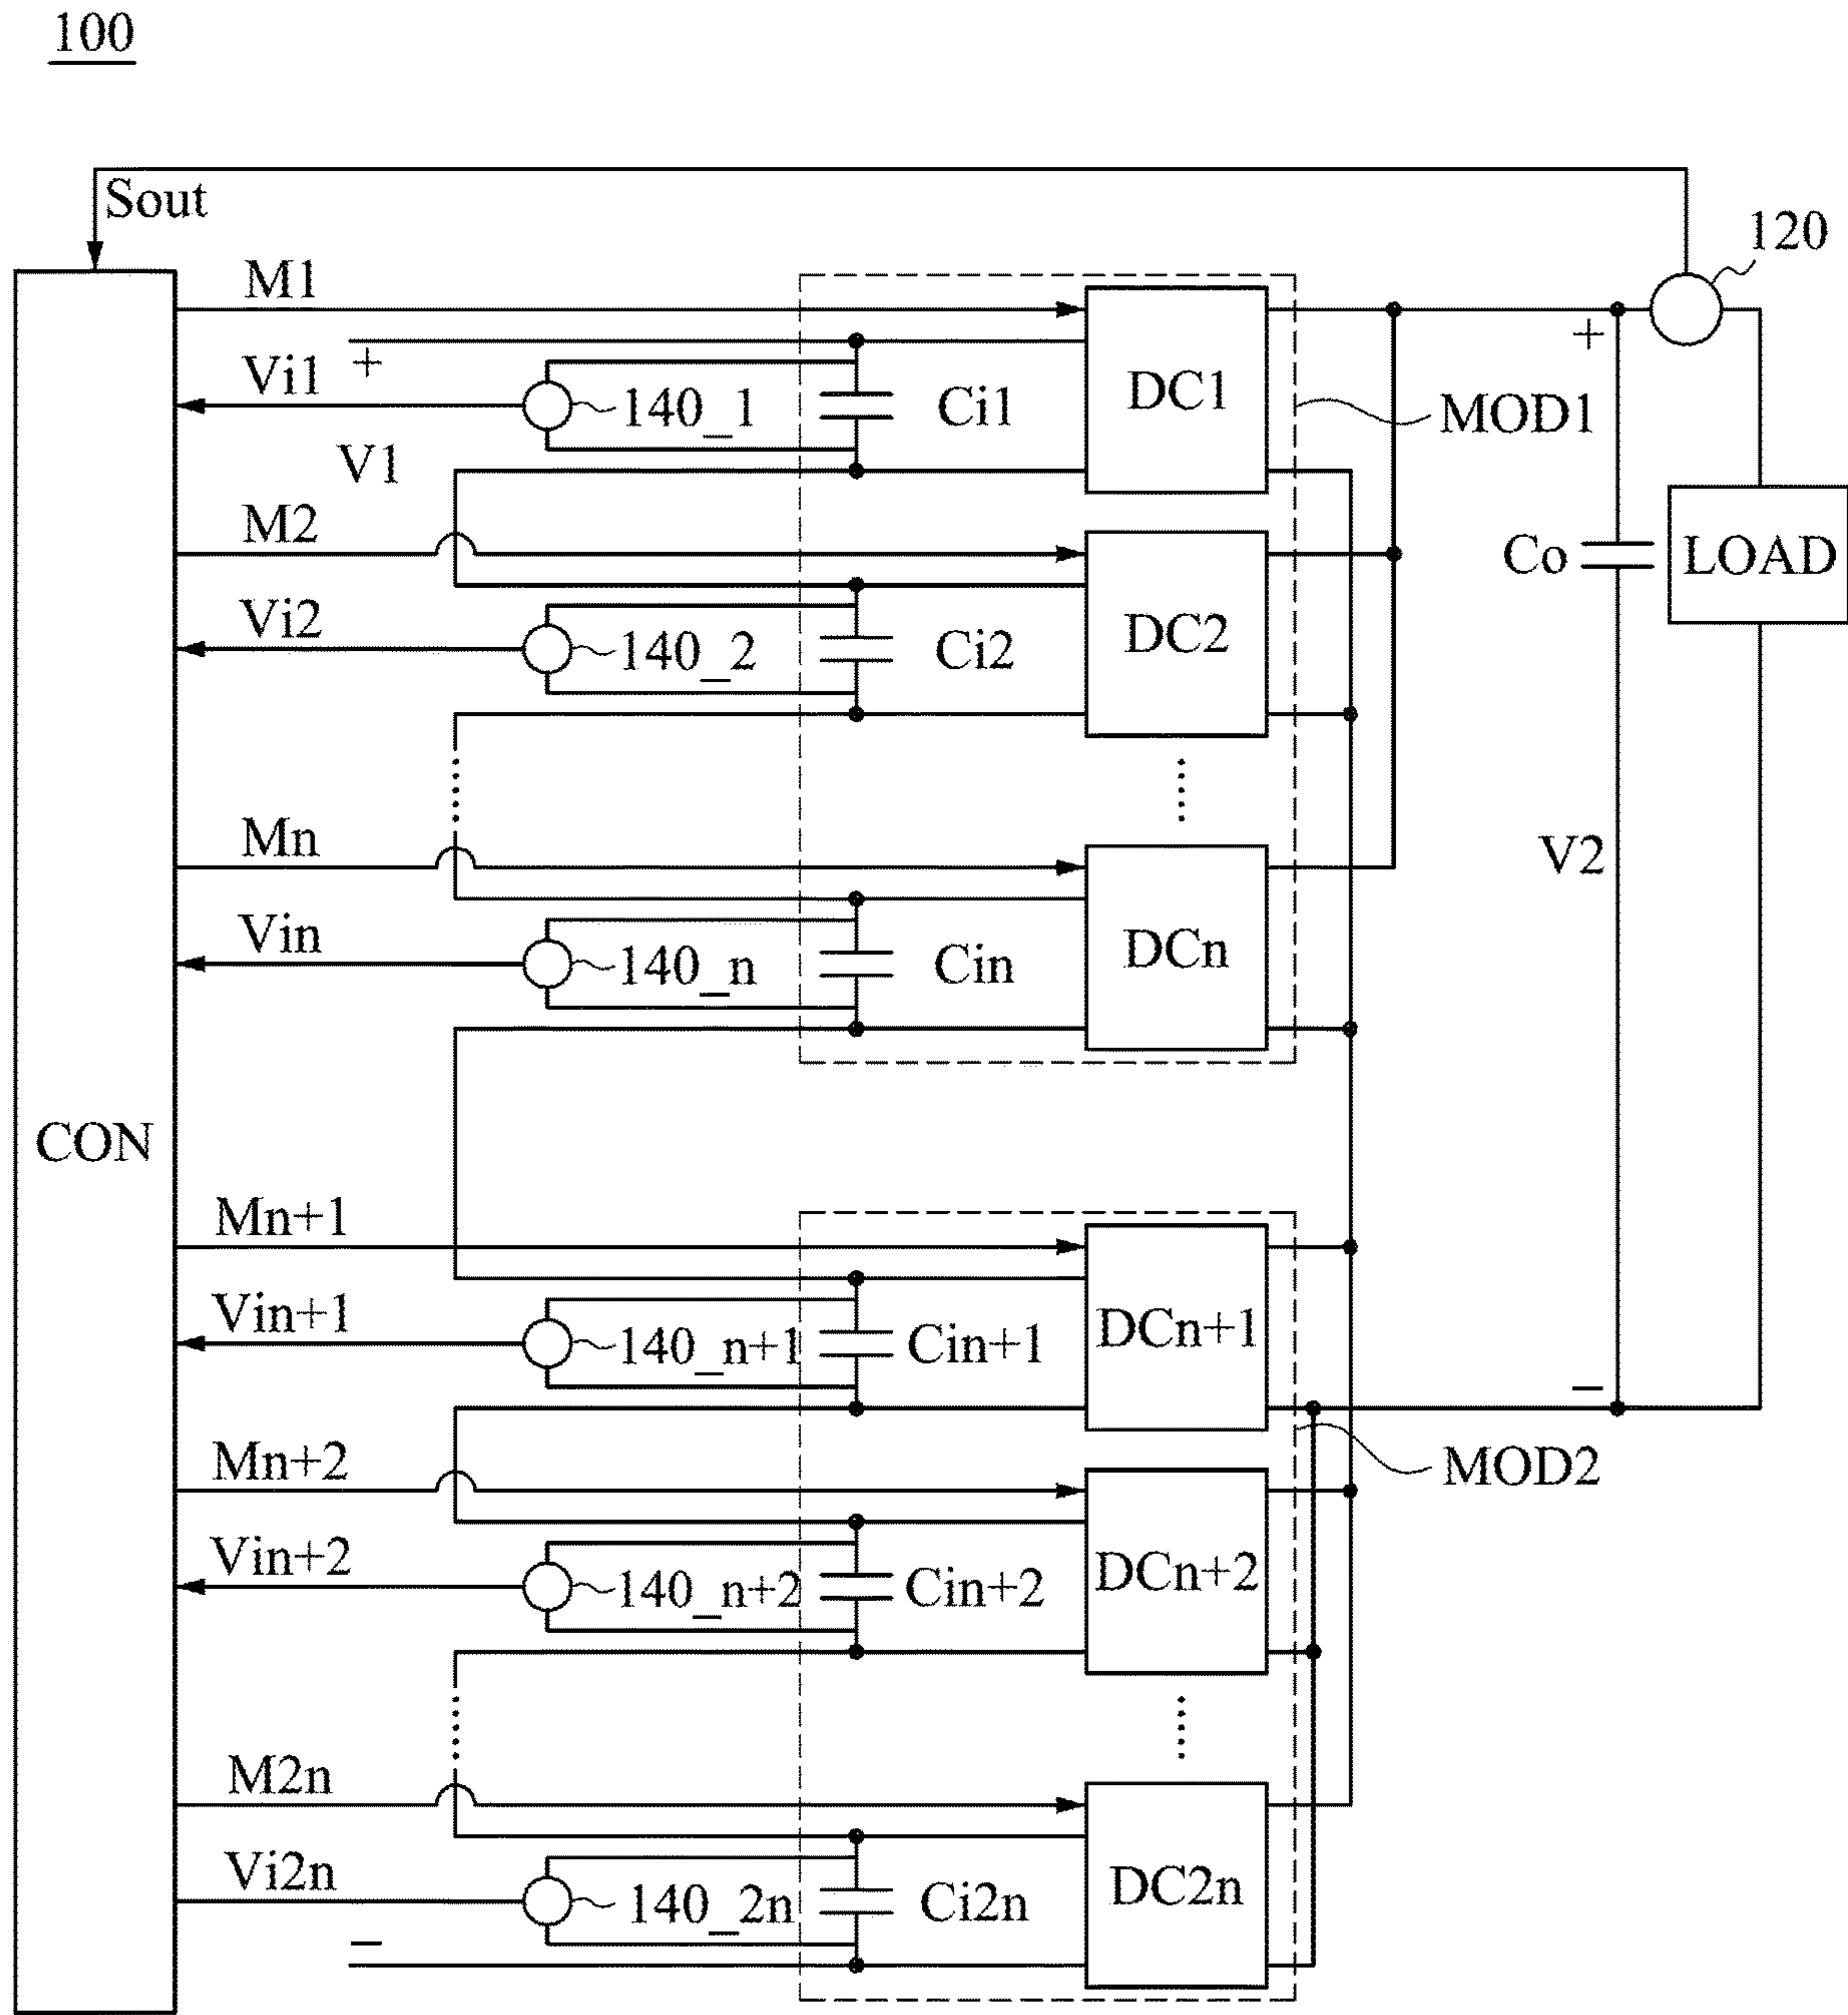 100
Sout
120
M1
+
+
Vi1
140_1
Ci1
DC1
MOD1
V1
M2
Co
LOAD
Vi2
140_2
Ci2
DC2
Mn
V2
Vin
140_n
Cin
DCn
CON
Mn+1
Vin+1
140_n+1
Cin+1
DCn+1
−
Mn+2
MOD2
Vin+2
140_n+2
Cin+2
DCn+2
M2n
Vi2n
140_2n
Ci2n
DC2n
−